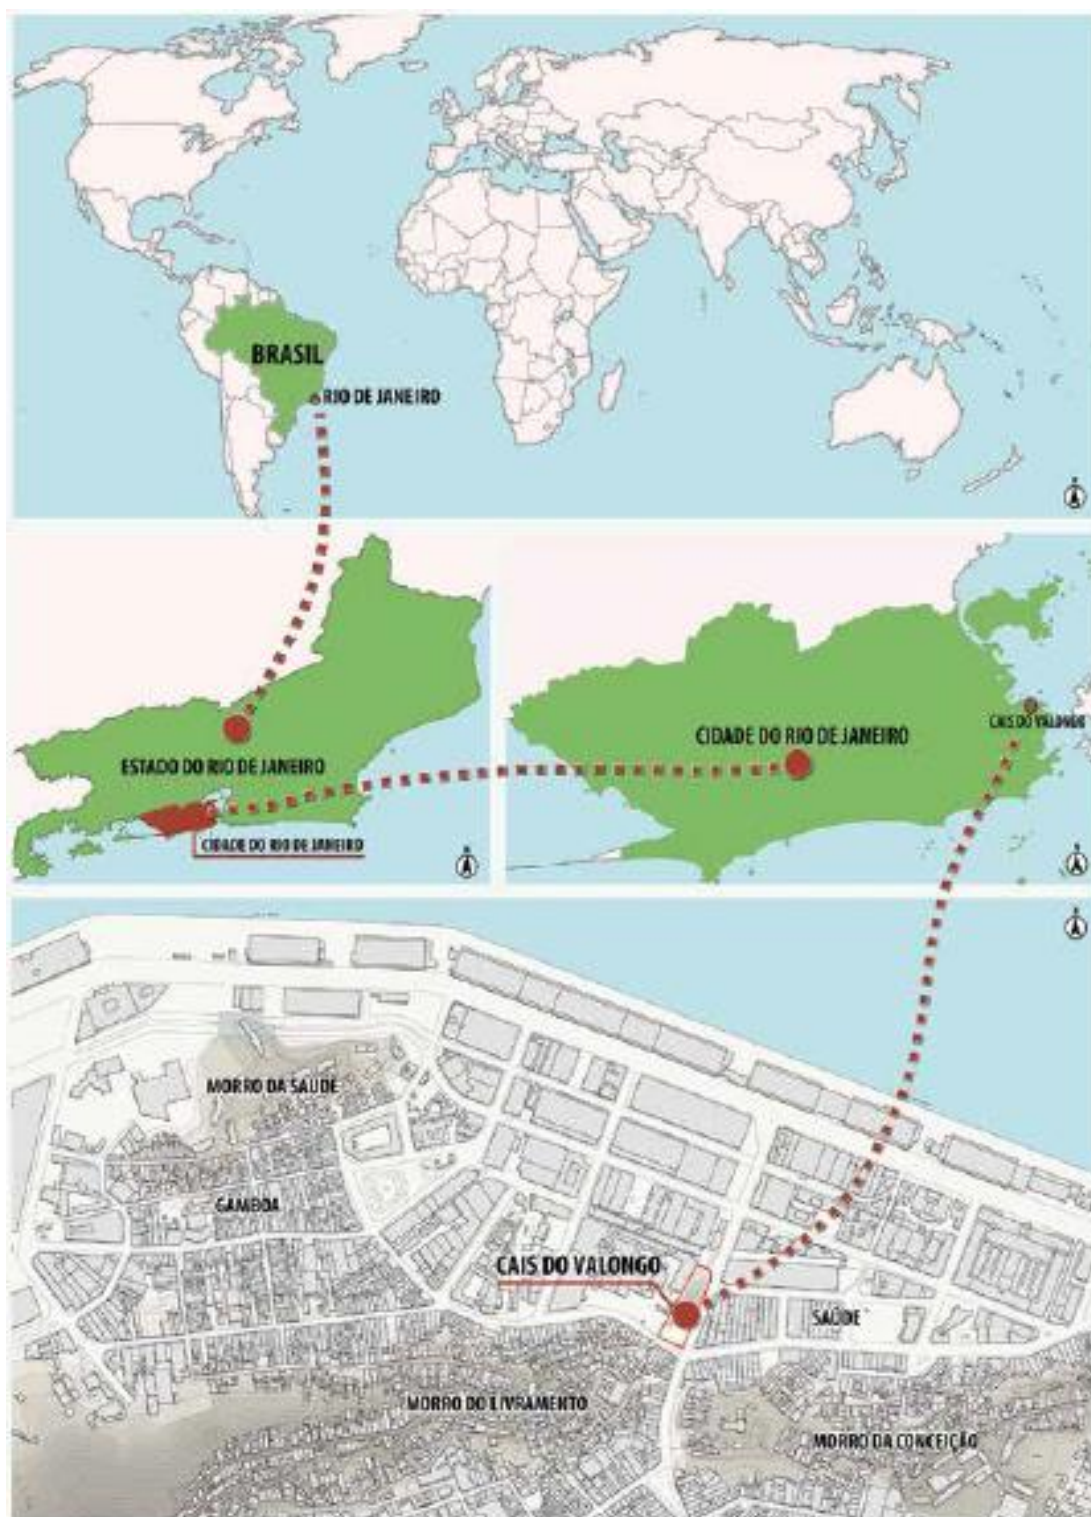 BRASIL
RIO DE JANEIRO
ESTADO DO RIO DE JANEIRO
CIDADE DO RIO DE JANEIRO
CIDADE DO RIO DE JANEIRO
CAIS DO VALONGO
MORRO DA SAÚDE
GAMBOA
CAIS DO VALONGO
SAÚDE
MORRO DO LIVRAMENTO
MORRO DA CONCEIÇÃO